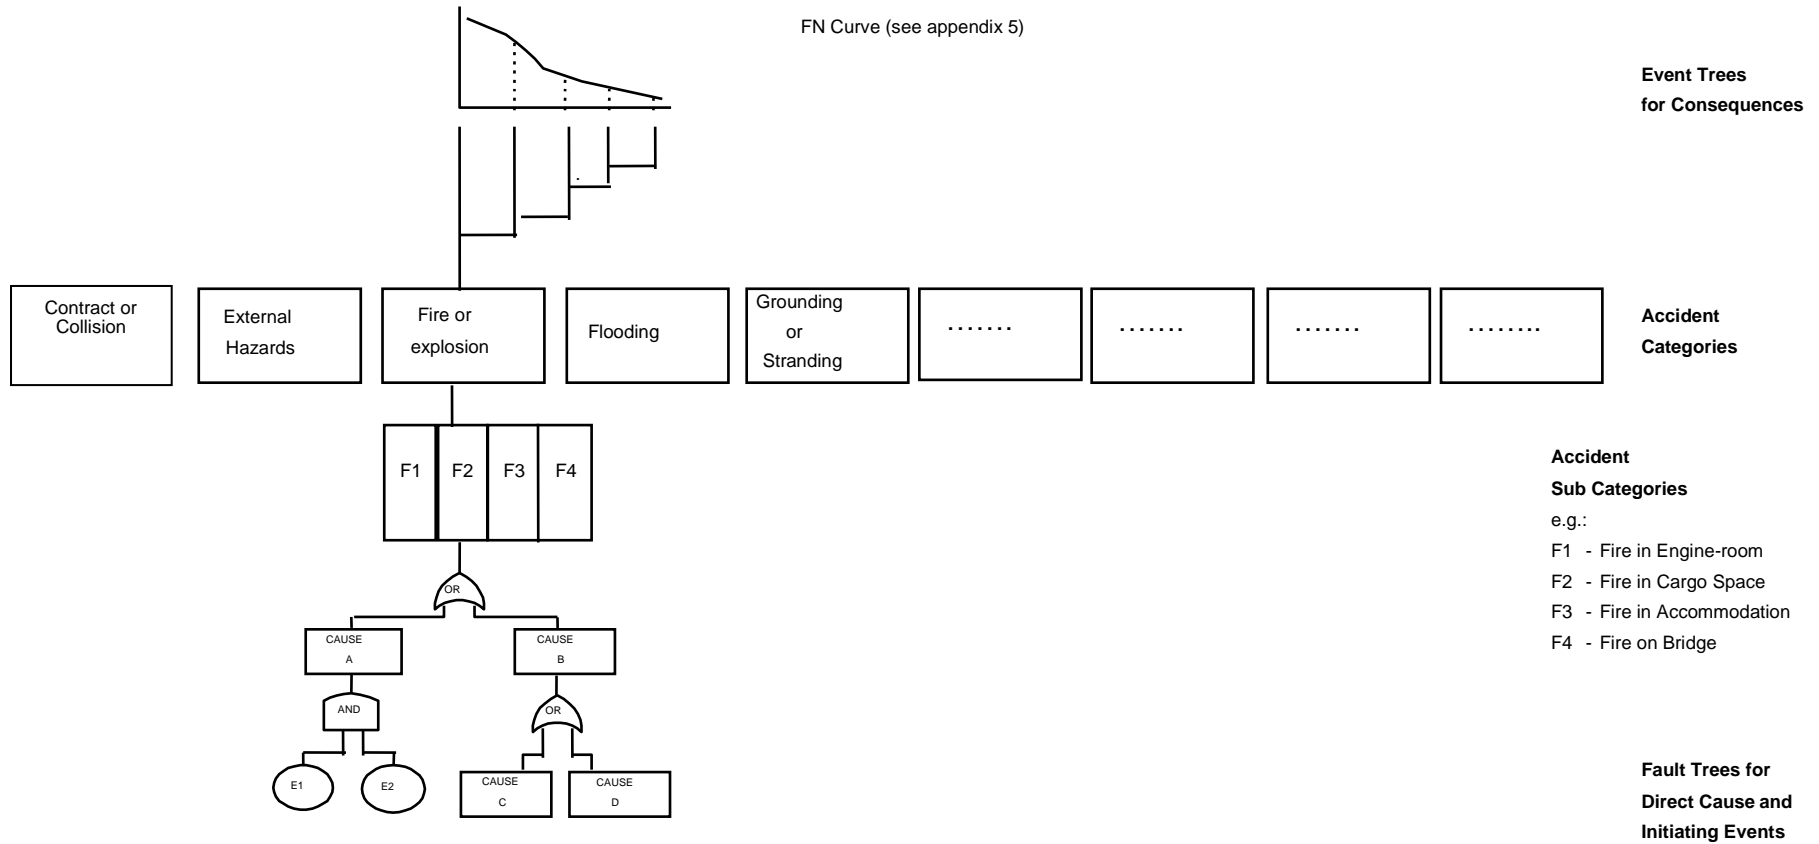 FN Curve (see appendix 5)
Event Trees
for Consequences
Contract or
Collision
External
Hazards
Fire or
explosion
Flooding
Grounding
or
Stranding
.......
.......
.......
........
Accident
Categories
F1
F2
F3
F4
Accident
Sub Categories
e.g.:
F1 - Fire in Engine-room
F2 - Fire in Cargo Space
F3 - Fire in Accommodation
F4 - Fire on Bridge
OR
CAUSE
A
CAUSE
B
AND
OR
E1
E2
CAUSE
C
CAUSE
D
Fault Trees for
Direct Cause and
Initiating Events